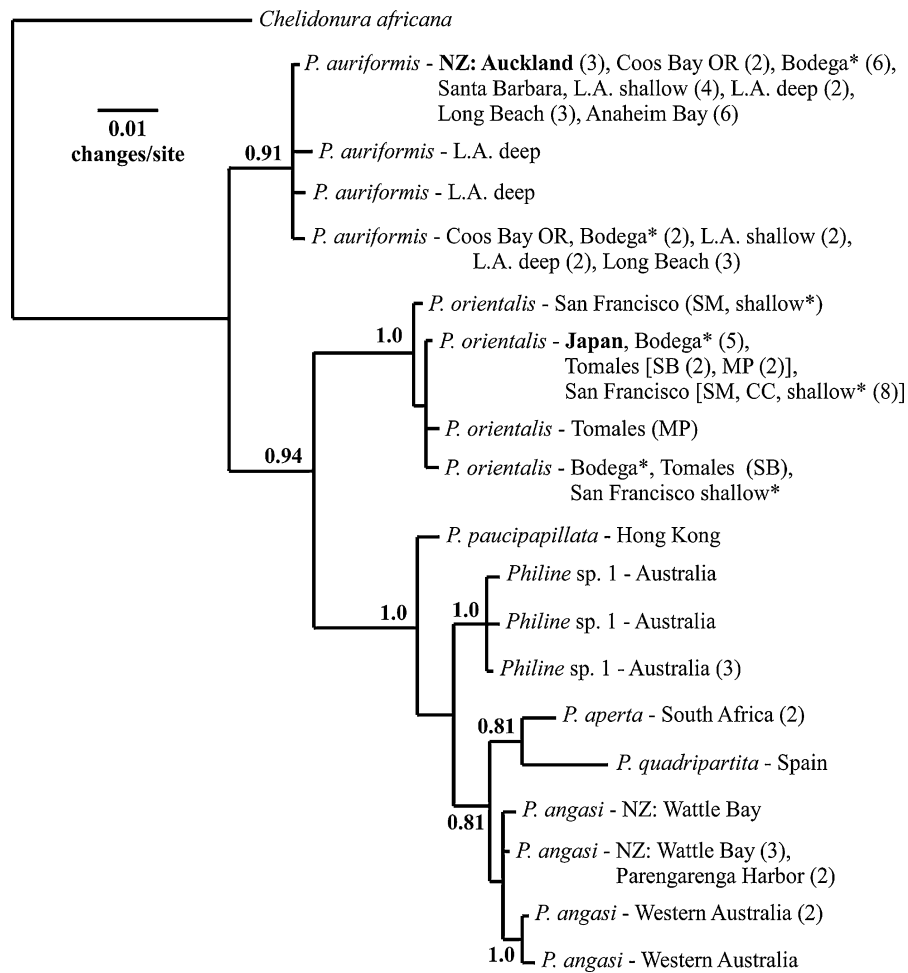 Chelidonura africana
P. auriformis - NZ: Auckland (3), Coos Bay OR (2), Bodega* (6),
Santa Barbara, L.A. shallow (4), L.A. deep (2),
Long Beach (3), Anaheim Bay (6)
0.01
changes/site
0.91
P. auriformis - L.A. deep
P. auriformis - L.A. deep
P. auriformis - Coos Bay OR, Bodega* (2), L.A. shallow (2),
L.A. deep (2), Long Beach (3)
P. orientalis - San Francisco (SM, shallow*)
1.0
P. orientalis - Japan, Bodega* (5),
Tomales [SB (2), MP (2)],
San Francisco [SM, CC, shallow* (8)]
P. orientalis - Tomales (MP)
0.94
P. orientalis - Bodega*, Tomales (SB),
San Francisco shallow*
P. paucipapillata - Hong Kong
Philine sp. 1 - Australia
1.0
1.0
Philine sp. 1 - Australia
Philine sp. 1 - Australia (3)
P. aperta - South Africa (2)
0.81
P. quadripartita - Spain
P. angasi - NZ: Wattle Bay
0.81
P. angasi - NZ: Wattle Bay (3),
Parengarenga Harbor (2)
P. angasi - Western Australia (2)
1.0
P. angasi - Western Australia